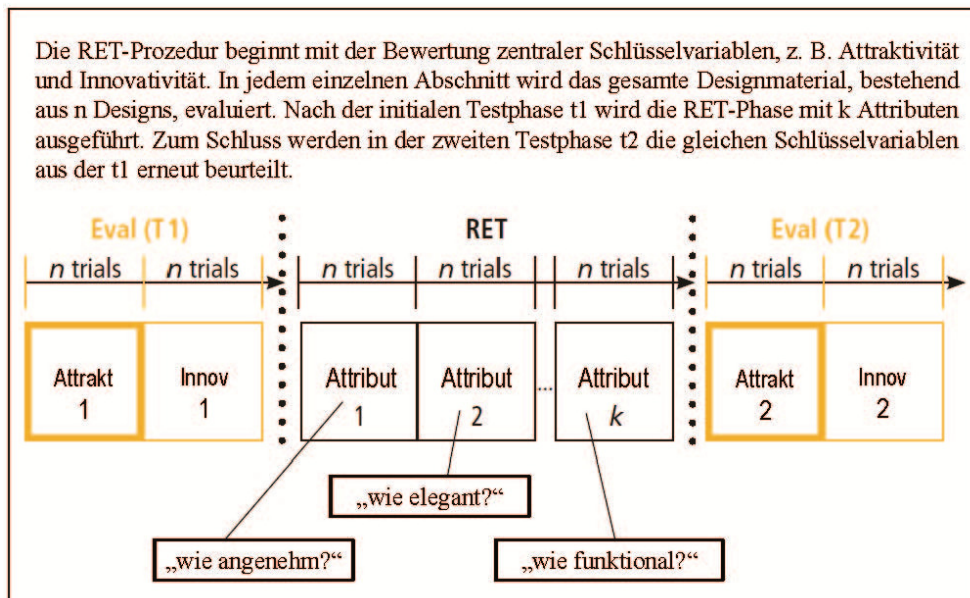 Die RET-Prozedur beginnt mit der Bewertung zentraler Schlüsselvariablen, z. B. Attraktivität
und Innovativität. In jedem einzelnen Abschnitt wird das gesamte Designmaterial, bestehend
aus n Designs, evaluiert. Nach der initialen Testphase t1 wird die RET-Phase mit k Attributen
ausgeführt. Zum Schluss werden in der zweiten Testphase t2 die gleichen Schlüsselvariablen
aus der t1 erneut beurteilt.
Eval (T1) RET Eval (T2)
n trials n trials n trials n trials n trials n trials n trials
Attrakt Innov Attribut Attribut ... Attribut Attrakt Innov
1 1 1 2 k 2 2
„wie elegant?“
„wie angenehm?“ „wie funktional?“